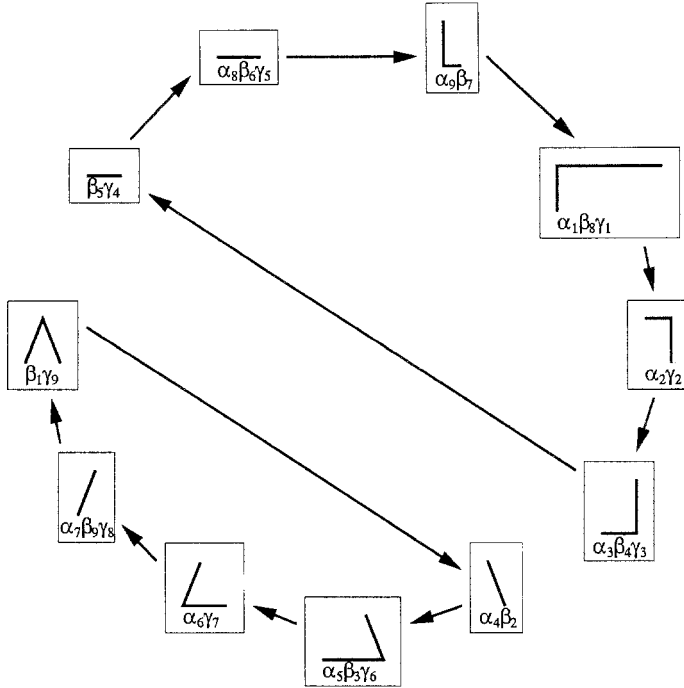 α₈β₆γ₅
α₉β₇
β₅γ₄
α₁β₈γ₁
α₂γ₂
β₁γ₉
α₃β₄γ₃
α₇β₉γ₈
α₆γ₇
α₄β₂
α₅β₃γ₆